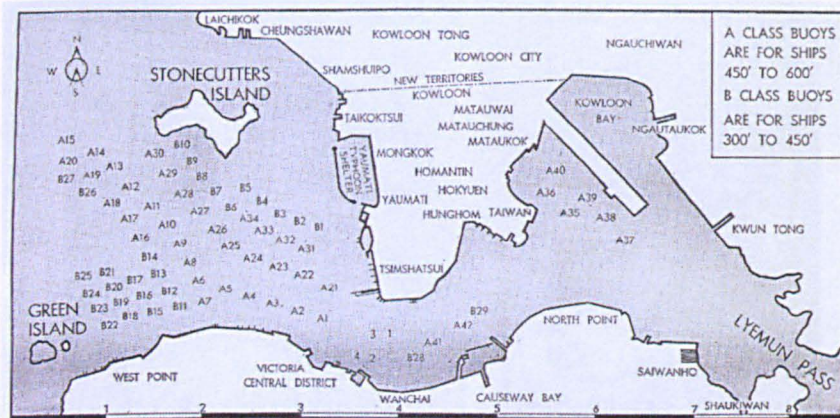 LAICHIKOK
CHEUNGSHAWAN
KOWLOON TONG
NGAUCHIWAN
KOWLOON CITY
A CLASS BUOYS
ARE FOR SHIPS
450' TO 600'
B CLASS BUOYS
ARE FOR SHIPS
300' TO 450'
N
W E
S
STONECUTTERS
ISLAND
SHAMSHUIPO
NEW TERRITORIES
KOWLOON
KOWLOON
BAY
TAIKOKTSUI
MATAUWAI
MATAUCHUNG
MATAUKOK
NGAUTAUKOK
YAUMATI
TYPHOON
SHELTER
MONGKOK
HOMANTIN
HOKYUEN
YAUMATI
HUNGHOM
TAIWAN
KWUN TONG
TSIMSHATSUI
A15
A14
A30
B10
A20
A19
A13
A29
B9
B27
B26
A12
A28
B8
A18
A11
A27
B7
B5
A17
A10
A26
B6
B4
A16
A9
A25
A34
B3
B14
A8
A24
A33
B2
A32
B1
A31
A23
A22
A21
B25
B21
B13
B24
B20
B17
B12
A6
B23
B19
B16
B11
A7
A5
A4
A3
A2
A1
B22
B18
B15
A40
A36
A39
A35
A38
A37
B29
A42
A41
B28
3 1
4 2
GREEN
ISLAND
WEST POINT
VICTORIA
CENTRAL DISTRICT
WANCHAI
CAUSEWAY BAY
NORTH POINT
SAIWANHO
SHAUKIWAN
LYEMUN PASS
1 2 3 4 5 6 7 8